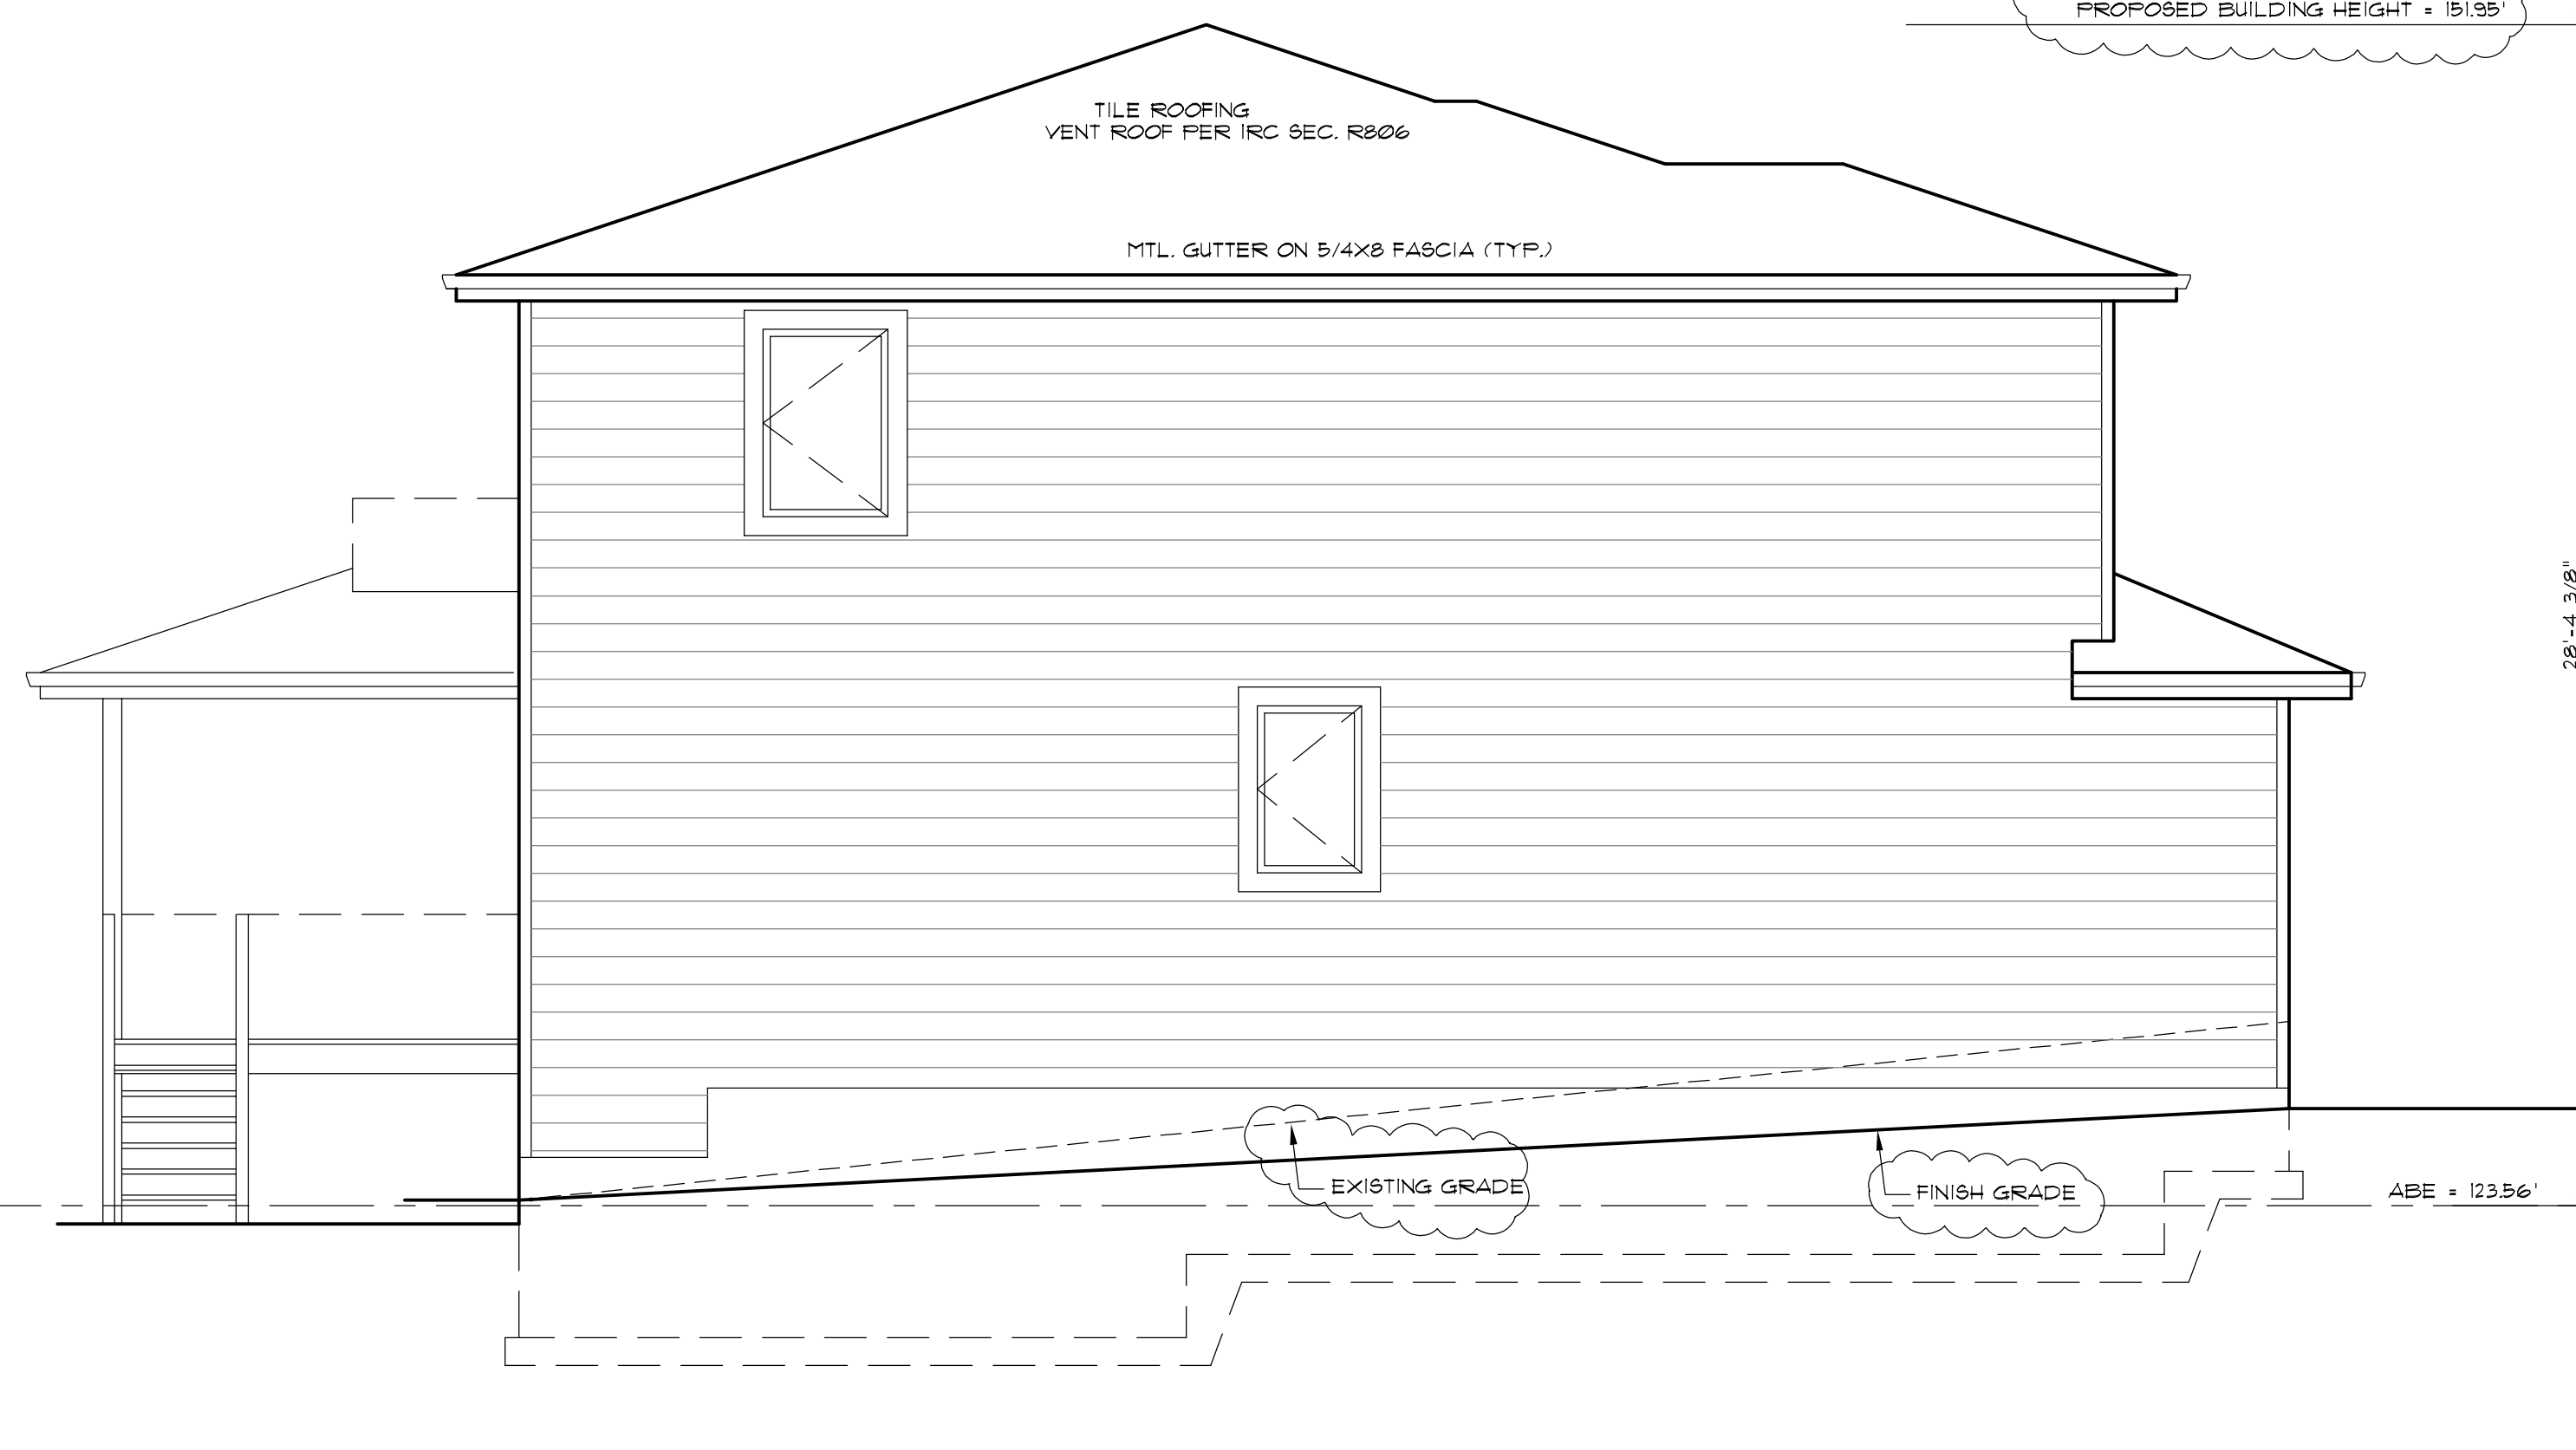 PROPOSED BUILDING HEIGHT = 151.95'
TILE ROOFING
VENT ROOF PER IRC SEC. R806
MTL. GUTTER ON 5/4X8 FASCIA (TYP.)
28'-4 3/8"
EXISTING GRADE
FINISH GRADE
ABE = 123.56'